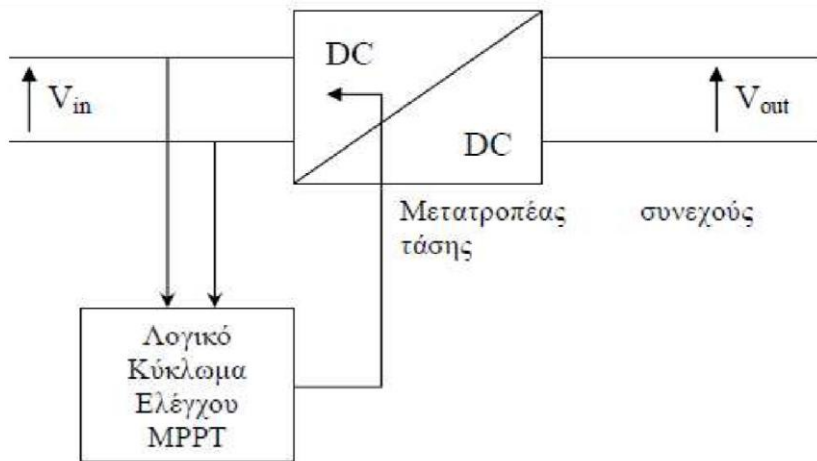 DC
V_in
V_out
DC
Μετατροπέας συνεχούς
τάσης
Λογικό
Κύκλωμα
Ελέγχου
MPPT